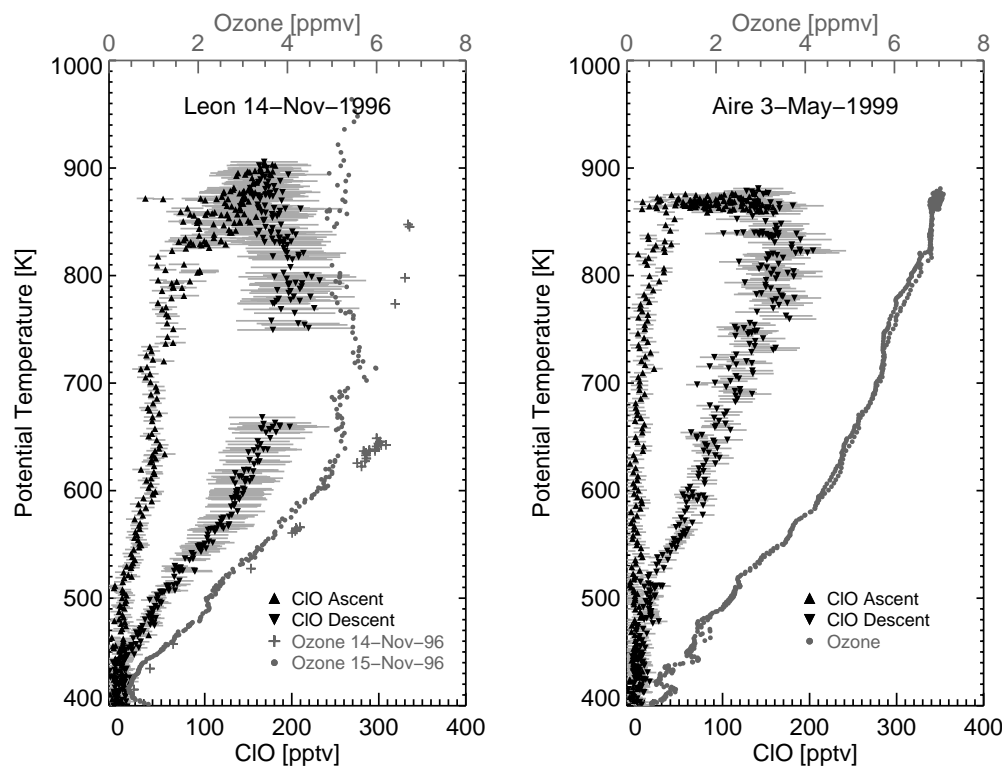 Ozone [ppmv]
0 2 4 6 8
1000
900
800
700
600
500
400
Potential Temperature [K]
Leon 14−Nov−1996
ClO Ascent
ClO Descent
Ozone 14−Nov−96
Ozone 15−Nov−96
0 100 200 300 400
ClO [pptv]
Ozone [ppmv]
0 2 4 6 8
1000
900
800
700
600
500
400
Potential Temperature [K]
Aire 3−May−1999
ClO Ascent
ClO Descent
Ozone
0 100 200 300 400
ClO [pptv]